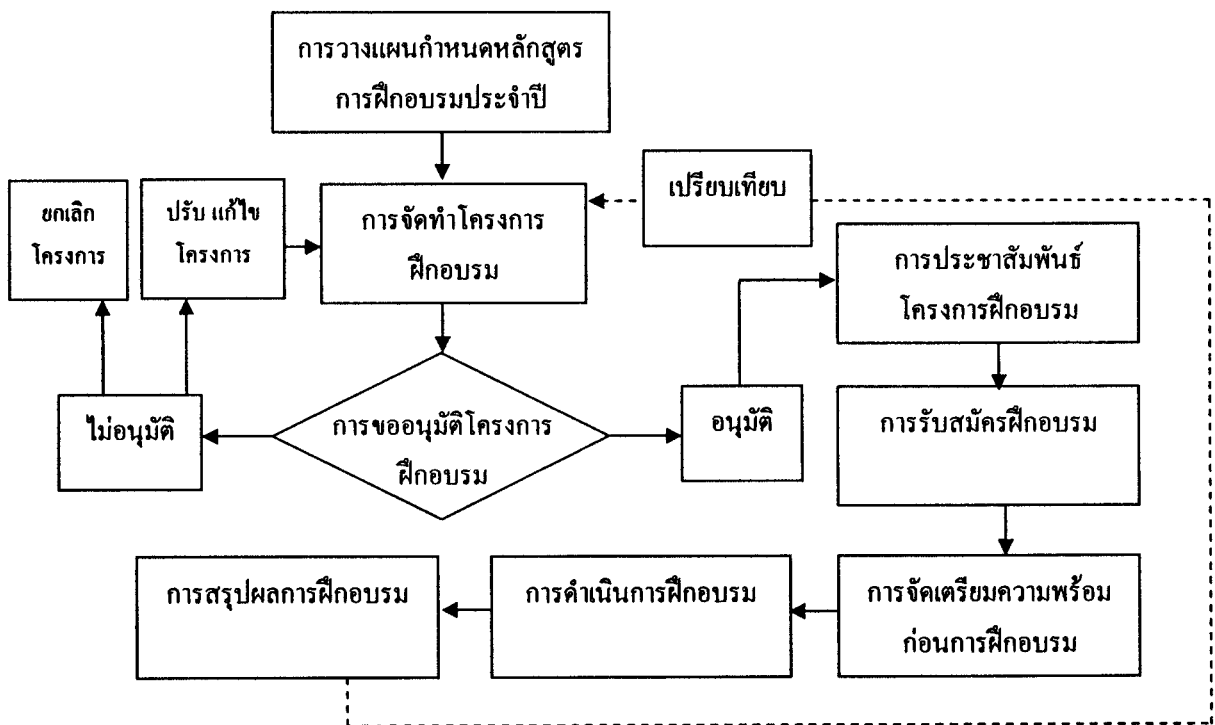 การวางแผนกำหนดหลักสูตร
การฝึกอบรมประจำปี
เปรียบเทียบ
ยกเลิก
โครงการ
ปรับ แก้ไข
โครงการ
การจัดทำโครงการ
ฝึกอบรม
การประชาสัมพันธ์
โครงการฝึกอบรม
ไม่อนุมัติ
การขออนุมัติโครงการ
ฝึกอบรม
อนุมัติ
การรับสมัครฝึกอบรม
การสรุปผลการฝึกอบรม
การดำเนินการฝึกอบรม
การจัดเตรียมความพร้อม
ก่อนการฝึกอบรม